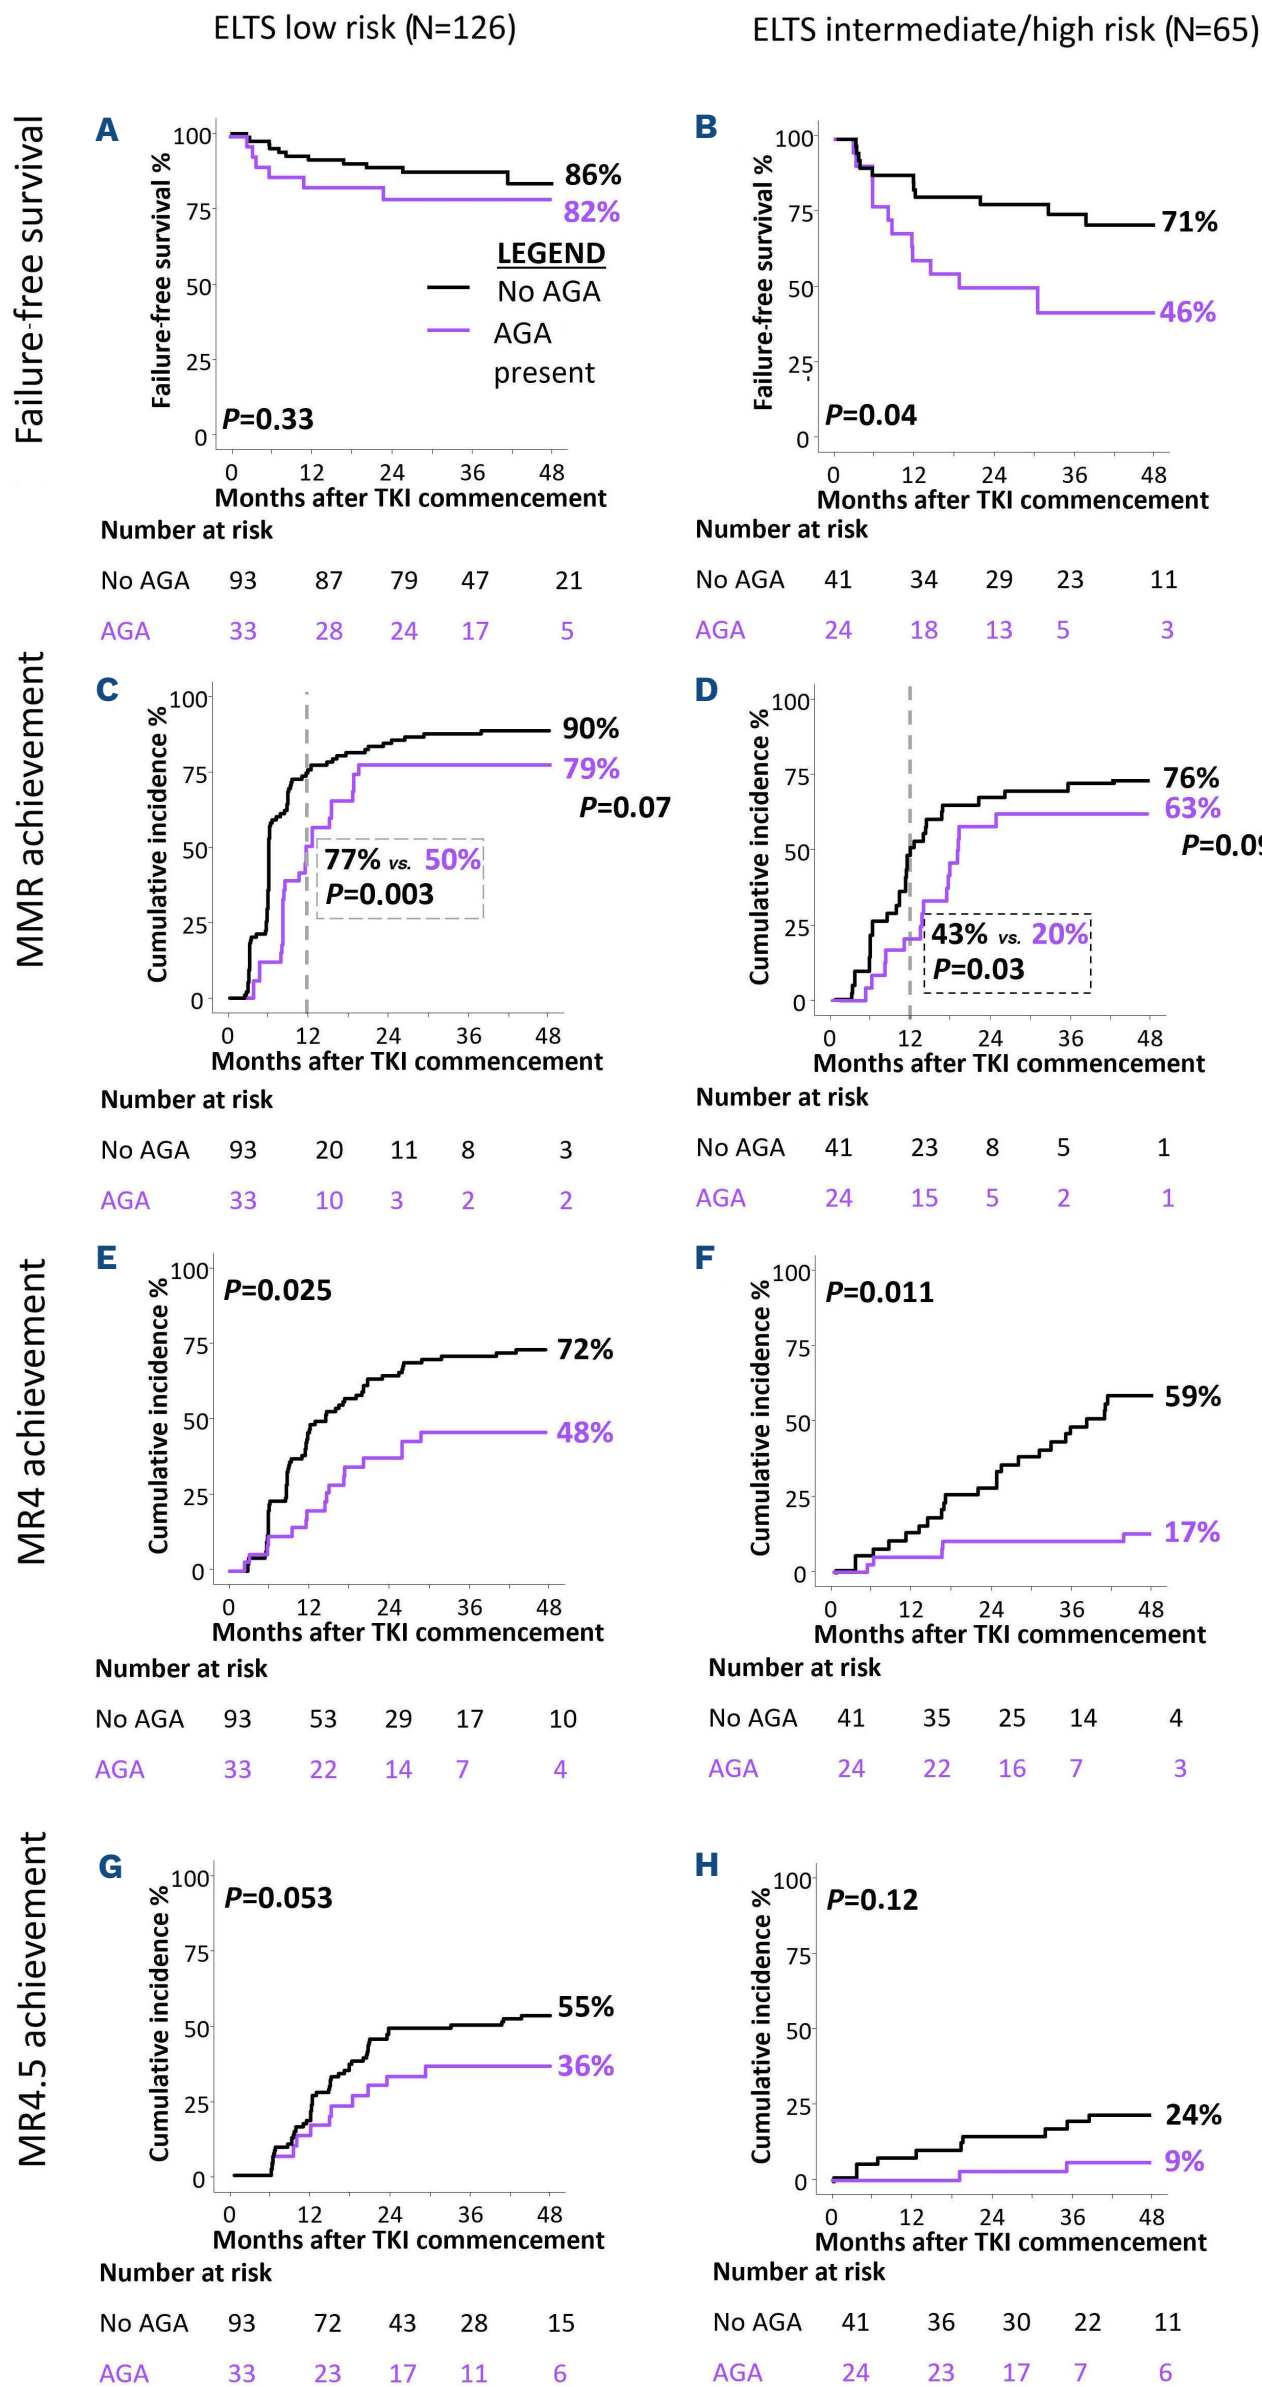 ELTS low risk (N=126)
ELTS intermediate/high risk (N=65)
Failure-free survival
A
Failure-free survival %
100
75
50
25
0
86%
82%
LEGEND
No AGA
AGA
present
P=0.33
0 12 24 36 48
Months after TKI commencement
Number at risk
No AGA 93 87 79 47 21
AGA 33 28 24 17 5
B
Failure-free survival %
100
75
50
25
0
71%
46%
P=0.04
0 12 24 36 48
Months after TKI commencement
Number at risk
No AGA 41 34 29 23 11
AGA 24 18 13 5 3
MMR achievement
C
Cumulative incidence %
100
75
50
25
0
90%
79%
P=0.07
77% vs. 50%
P=0.003
0 12 24 36 48
Months after TKI commencement
Number at risk
No AGA 93 20 11 8 3
AGA 33 10 3 2 2
D
Cumulative incidence %
100
75
50
25
0
76%
63%
P=0.09
43% vs. 20%
P=0.03
0 12 24 36 48
Months after TKI commencement
Number at risk
No AGA 41 23 8 5 1
AGA 24 15 5 2 1
MR4 achievement
E
Cumulative incidence %
100
75
50
25
0
P=0.025
72%
48%
0 12 24 36 48
Months after TKI commencement
Number at risk
No AGA 93 53 29 17 10
AGA 33 22 14 7 4
F
Cumulative incidence %
100
75
50
25
0
P=0.011
59%
17%
0 12 24 36 48
Months after TKI commencement
Number at risk
No AGA 41 35 25 14 4
AGA 24 22 16 7 3
MR4.5 achievement
G
Cumulative incidence %
100
75
50
25
0
P=0.053
55%
36%
0 12 24 36 48
Months after TKI commencement
Number at risk
No AGA 93 72 43 28 15
AGA 33 23 17 11 6
H
Cumulative incidence %
100
75
50
25
0
P=0.12
24%
9%
0 12 24 36 48
Months after TKI commencement
Number at risk
No AGA 41 36 30 22 11
AGA 24 23 17 7 6